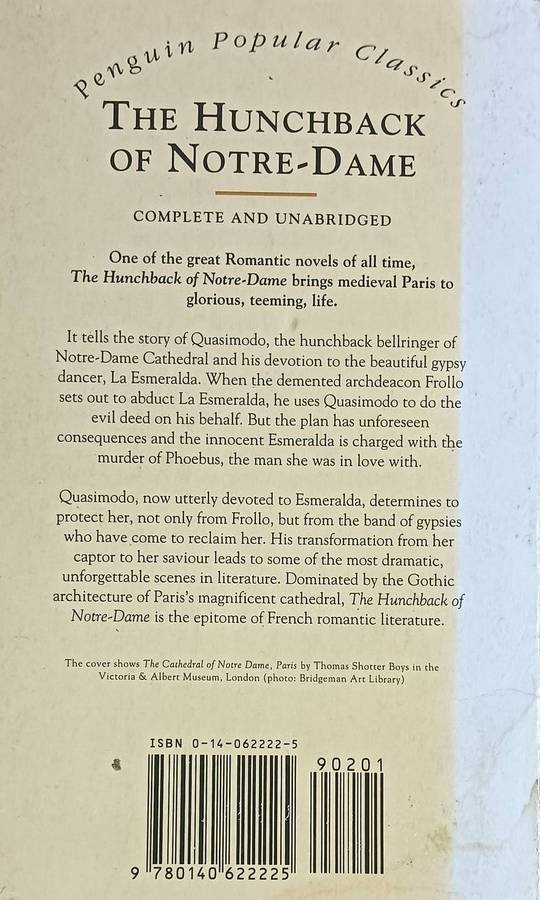 Penguin Popular Classics
THE HUNCHBACK
OF NOTRE-DAME
COMPLETE AND UNABRIDGED
One of the great Romantic novels of all time,
The Hunchback of Notre-Dame brings medieval Paris to
glorious, teeming, life.
It tells the story of Quasimodo, the hunchback bellringer of
Notre-Dame Cathedral and his devotion to the beautiful gypsy
dancer, La Esmeralda. When the demented archdeacon Frollo
sets out to abduct La Esmeralda, he uses Quasimodo to do the
evil deed on his behalf. But the plan has unforeseen
consequences and the innocent Esmeralda is charged with the
murder of Phoebus, the man she was in love with.
Quasimodo, now utterly devoted to Esmeralda, determines to
protect her, not only from Frollo, but from the band of gypsies
who have come to reclaim her. His transformation from her
captor to her saviour leads to some of the most dramatic,
unforgettable scenes in literature. Dominated by the Gothic
architecture of Paris's magnificent cathedral, The Hunchback of
Notre-Dame is the epitome of French romantic literature.
The cover shows The Cathedral of Notre Dame, Paris by Thomas Shotter Boys in the
Victoria & Albert Museum, London (photo: Bridgeman Art Library)
ISBN 0-14-062222-5
90201
9 780140 622225